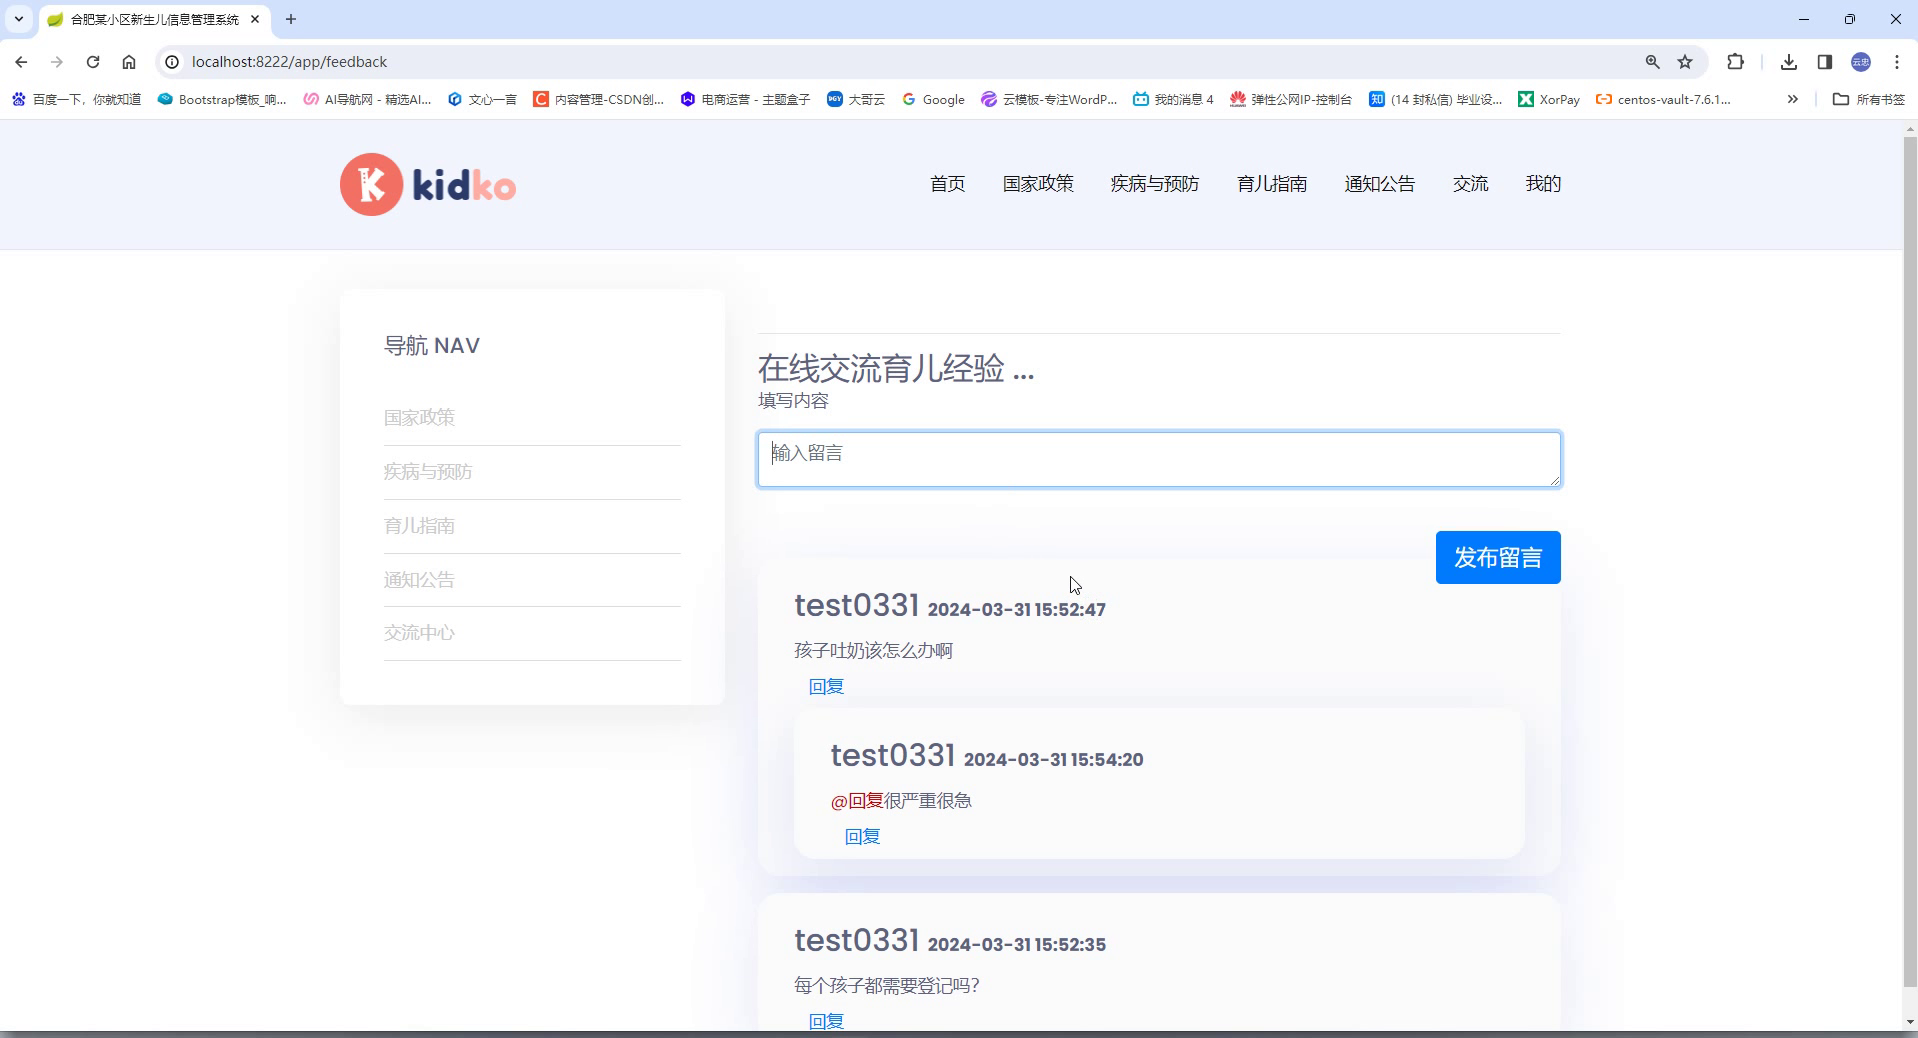 合肥某小区新生儿信息管理系统
localhost:8222/app/feedback
云忠
百度一下，你就知道
Bootstrap模板_响...
AI导航网 - 精选AI...
文心一言
内容管理-CSDN创...
电商运营 - 主题盒子
大哥云
Google
云模板-专注WordP...
我的消息 4
弹性公网IP-控制台
(14 封私信) 毕业设...
XorPay
centos-vault-7.6.1...
所有书签
K kidko
首页 国家政策 疾病与预防 育儿指南 通知公告 交流 我的
导航 NAV
国家政策
疾病与预防
育儿指南
通知公告
交流中心
在线交流育儿经验 ...
填写内容
输入留言
发布留言
test0331 2024-03-31 15:52:47
孩子吐奶该怎么办啊
回复
test0331 2024-03-31 15:54:20
@回复很严重很急
回复
test0331 2024-03-31 15:52:35
每个孩子都需要登记吗？
回复